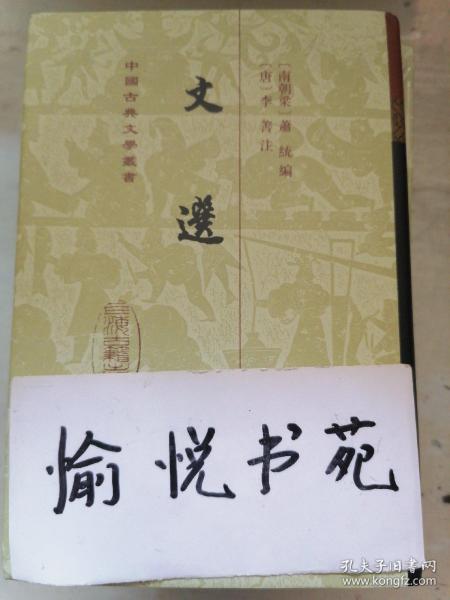 [南朝梁]蕭統編
[唐]李善注
文選
中國古典文學叢書
愉悦书苑
孔夫子旧书网
www.kongfz.com